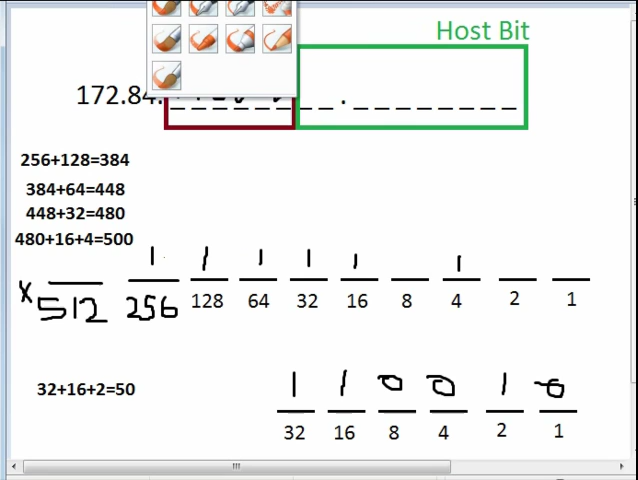 Host Bit
172.84. _ _ _ _ _ _ _ _ . _ _ _ _ _ _ _ _
256+128=384
384+64=448
448+32=480
480+16+4=500
1 1 1 1 1 1
x 512 256 128 64 32 16 8 4 2 1
32+16+2=50
1 1 0 0 1 0
32 16 8 4 2 1